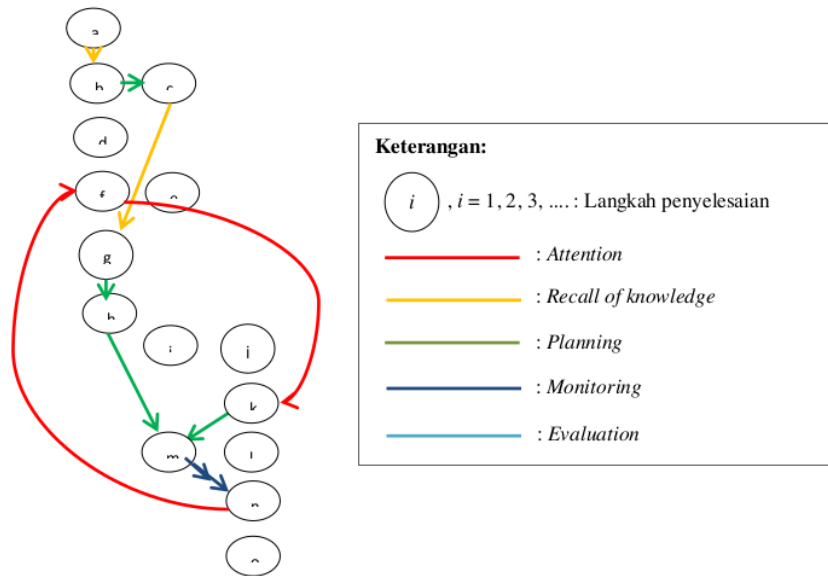 a
b
c
d
f
g
h
i
j
k
l
m
n
Keterangan:
i , i = 1, 2, 3, .... : Langkah penyelesaian
: Attention
: Recall of knowledge
: Planning
: Monitoring
: Evaluation